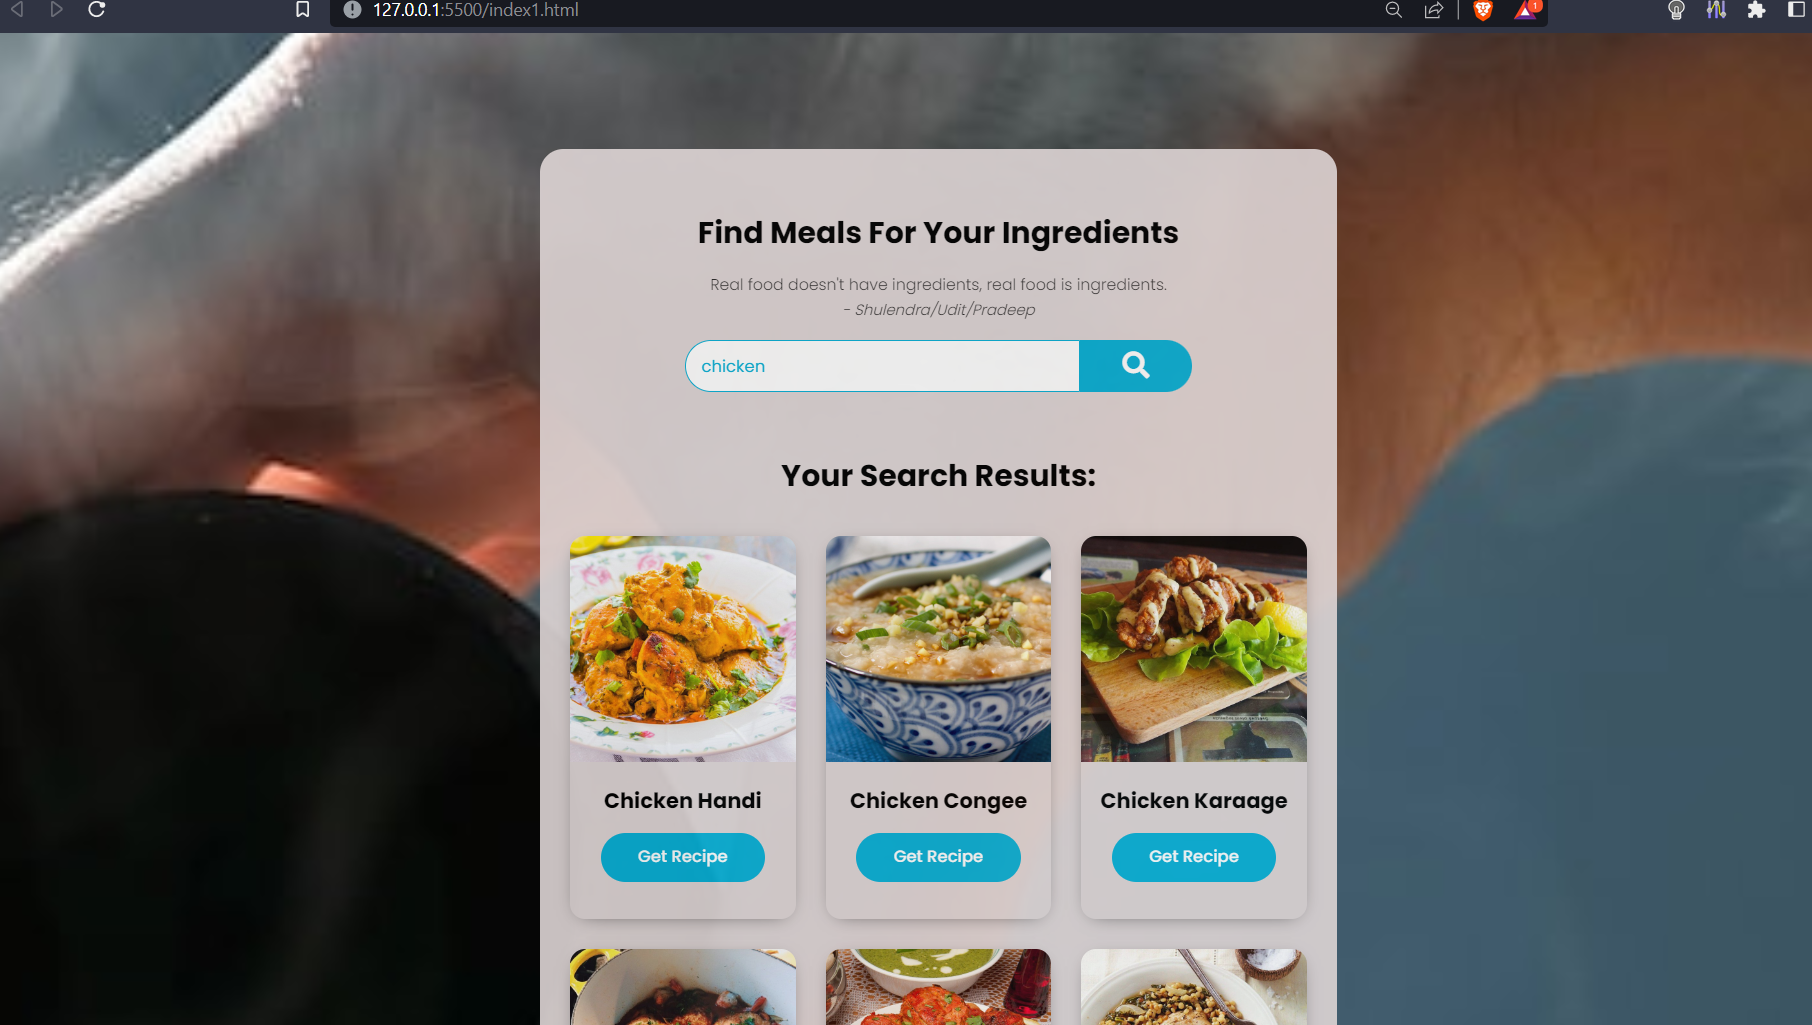 127.0.0.1:5500/index1.html
1
Find Meals For Your Ingredients
Real food doesn't have ingredients, real food is ingredients.
- Shulendra/Udit/Pradeep
chicken
Your Search Results:
Chicken Handi
Chicken Congee
Chicken Karaage
Get Recipe
Get Recipe
Get Recipe